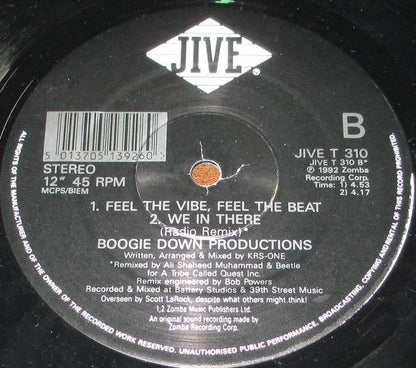 JIVE
®
5 013705 139260 >
STEREO
12" 45 RPM
MCPS/BIEM
B
JIVE T 310
JIVE T 310 B*
℗ 1992 Zomba
Recording Corp.
Time: 1) 4.53
2) 4.17
1. FEEL THE VIBE, FEEL THE BEAT
2. WE IN THERE
(Radio Remix)*
BOOGIE DOWN PRODUCTIONS
Written, Arranged & Mixed by KRS-ONE
*Remixed by Ali Shaheed Muhammad & Beetle
for A Tribe Called Quest Inc.
Remix engineered by Bob Powers
Recorded & Mixed at Battery Studios & 39th Street Music
Overseen by Scott LaRock, despite what others might think!
1,2 Zomba Music Publishers Ltd.
An original sound recording made by
Zomba Recording Corp.
ALL RIGHTS OF THE MANUFACTURER AND OF THE OWNER OF THE RECORDED WORK RESERVED. UNAUTHORISED PUBLIC PERFORMANCE, BROADCASTING, COPYING AND RENTAL OF THIS RECORD PROHIBITED.